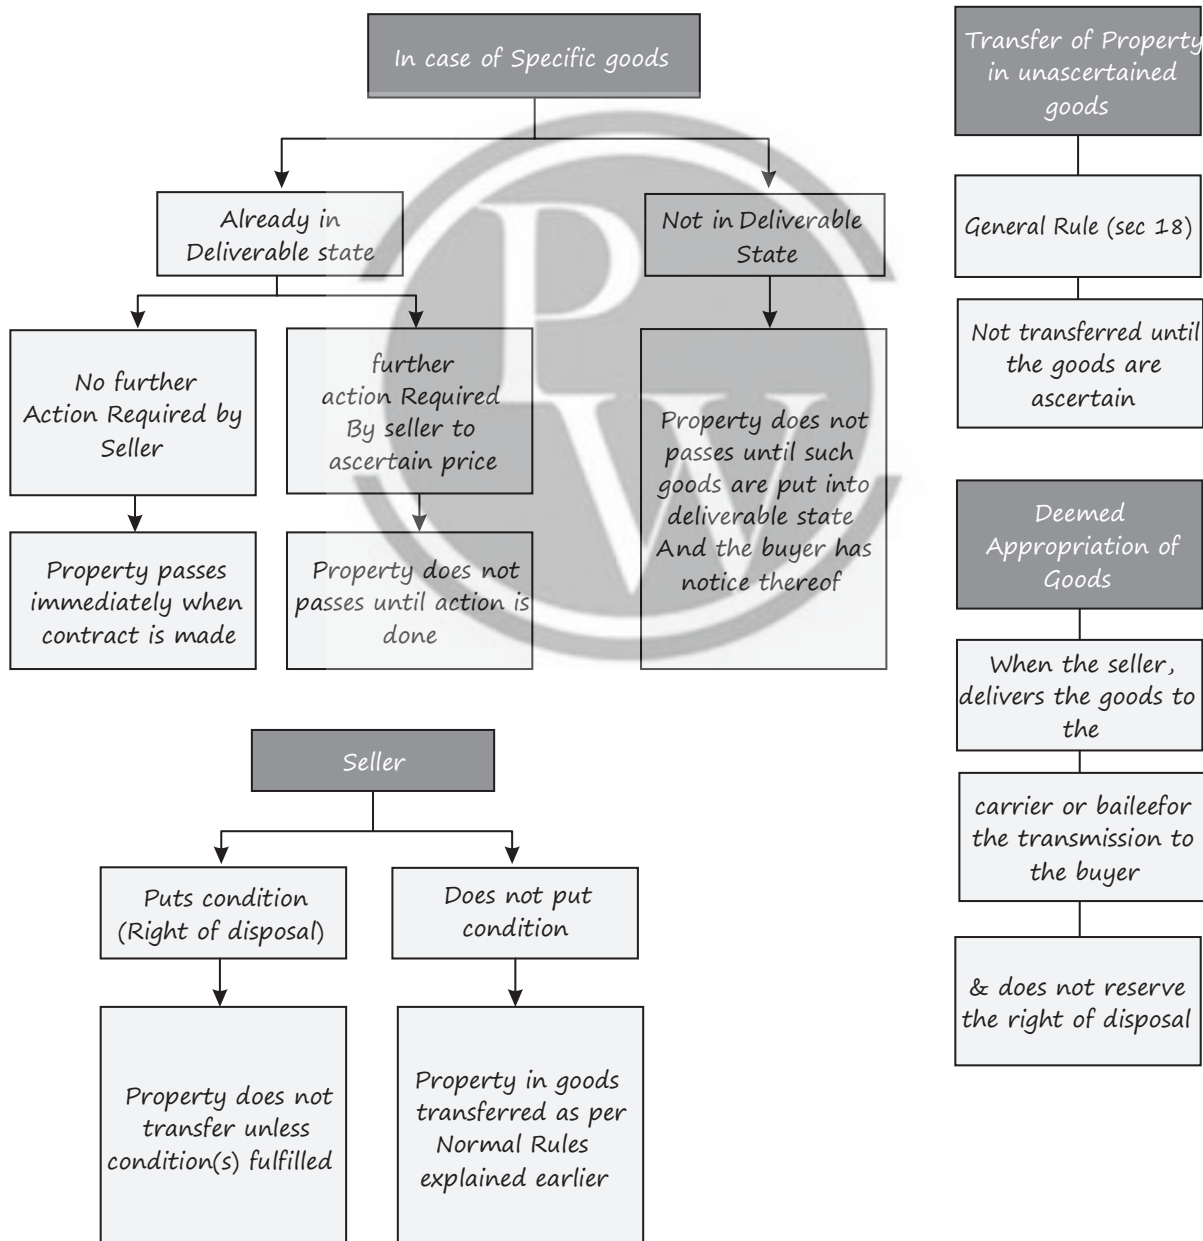 In case of Specific goods
Already in
Deliverable state
Not in Deliverable
State
No further
Action Required by
Seller
further
action Required
By seller to
ascertain price
Property does not
passes until such
goods are put into
deliverable state
And the buyer has
notice thereof
Property passes
immediately when
contract is made
Property does not
passes until action is
done
Transfer of Property
in unascertained
goods
General Rule (sec 18)
Not transferred until
the goods are
ascertain
Deemed
Appropriation of
Goods
When the seller,
delivers the goods to
the
carrier or baileefor
the transmission to
the buyer
& does not reserve
the right of disposal
Seller
Puts condition
(Right of disposal)
Does not put
condition
Property does not
transfer unless
condition(s) fulfilled
Property in goods
transferred as per
Normal Rules
explained earlier
PW